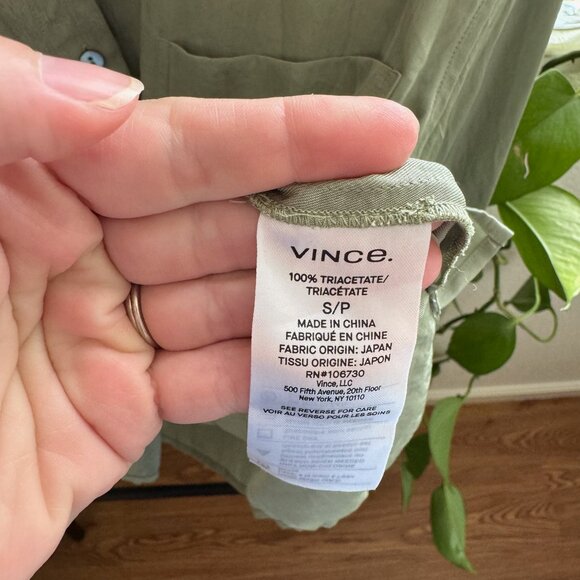 VINCE.
100% TRIACETATE/
TRIACÉTATE
S/P
MADE IN CHINA
FABRIQUÉ EN CHINE
FABRIC ORIGIN: JAPAN
TISSU ORIGINE: JAPON
RN#106730
Vince, LLC
500 Fifth Avenue, 20th Floor
New York, NY 10110
SEE REVERSE FOR CARE
VOIR AU VERSO POUR LES SOINS